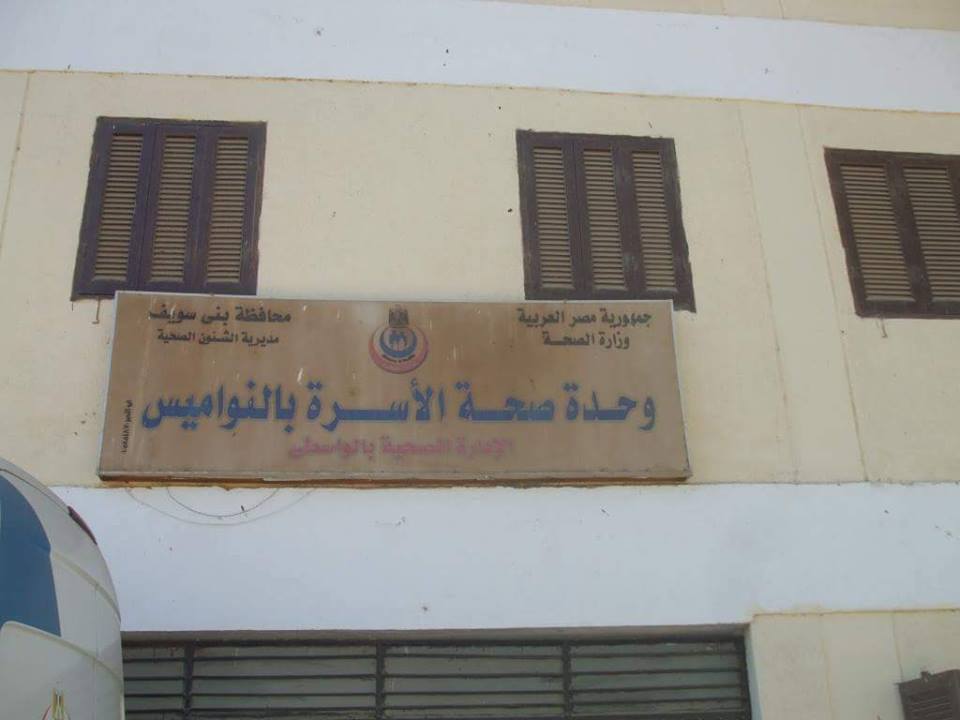 جمهورية مصر العربية
وزارة الصحة
محافظة بنى سويف
مديرية الشئون الصحية
وحدة صحة الأسرة بالنواميس
الإدارة الصحية بالواسطى